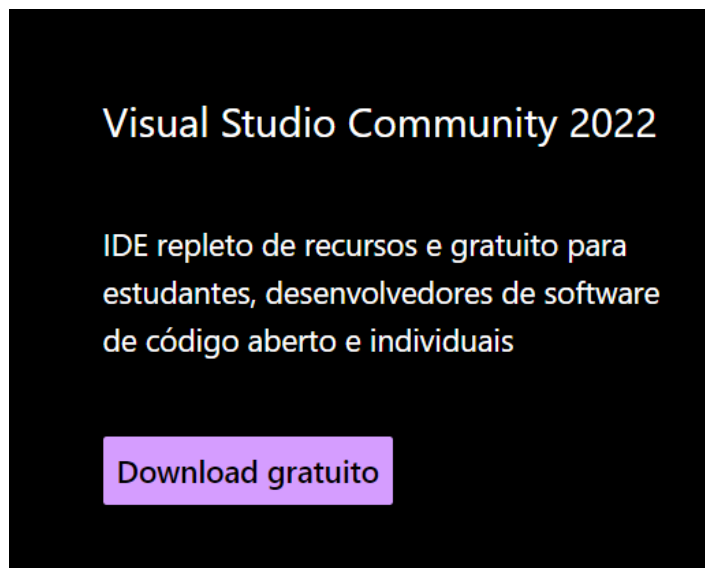 Visual Studio Community 2022
IDE repleto de recursos e gratuito para
estudantes, desenvolvedores de software
de código aberto e individuais
Download gratuito